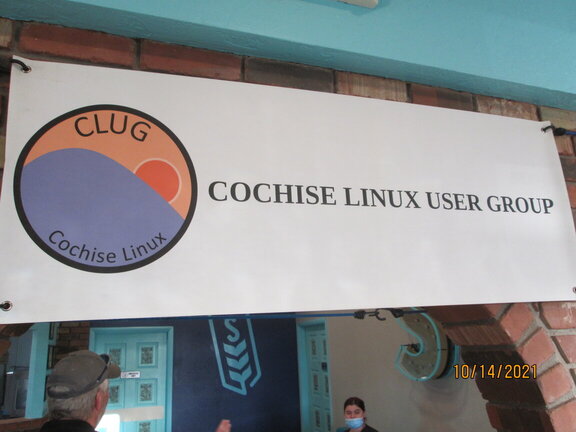 CLUG
Cochise Linux
COCHISE LINUX USER GROUP
S
10/14/2021